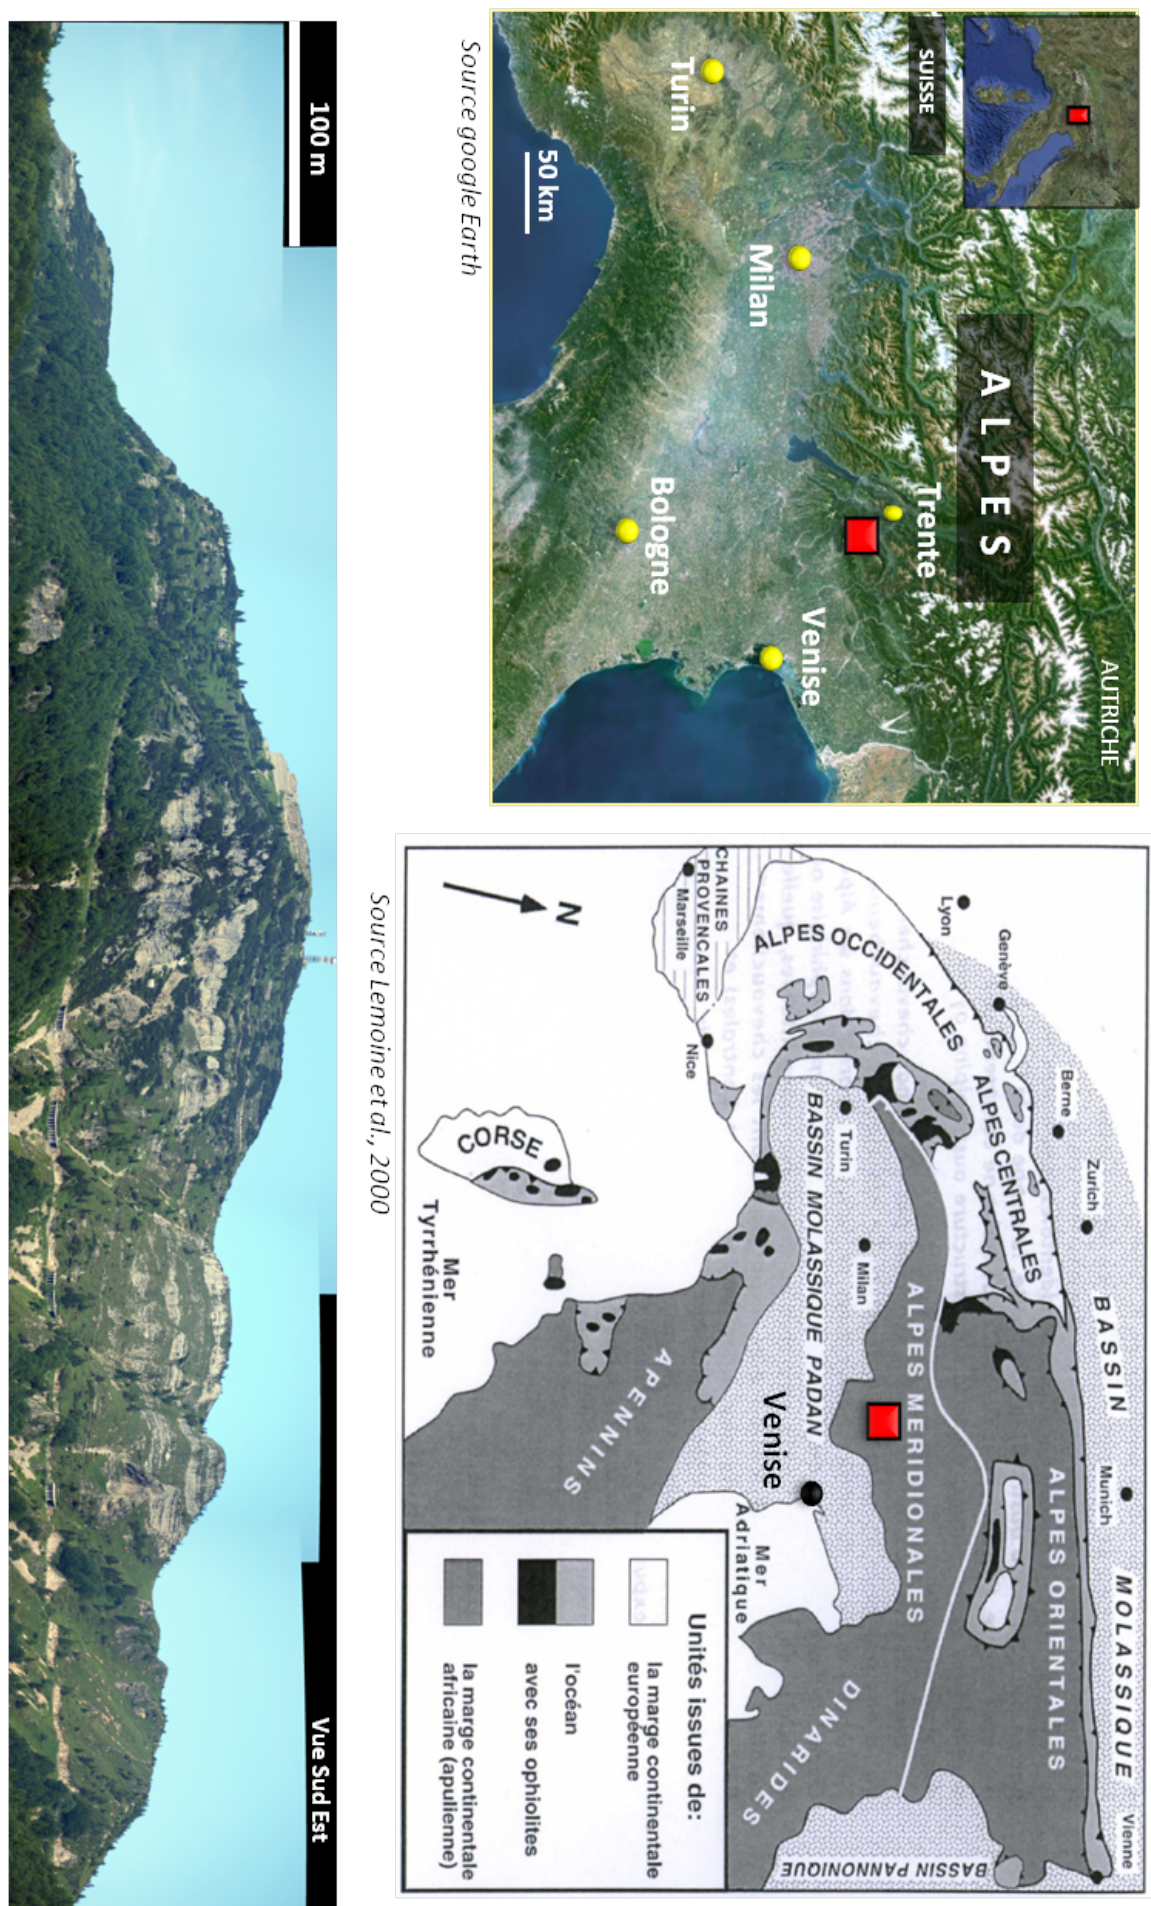 SUISSE
AUTRICHE
ALPES
Trente
Turin
Milan
Venise
Bologne
50 km
Source google Earth
BASSIN
MOLASSIQUE
Lyon
Genève
Berne
Zurich
Munich
Vienne
ALPES OCCIDENTALES
ALPES CENTRALES
ALPES ORIENTALES
ALPES MERIDIONALES
CHAINES
PROVENCALES
Marseille
Nice
Turin
Milan
BASSIN MOLASSIQUE PADAN
Venise
BASSIN PANNONIQUE
DINARIDES
APENNINS
CORSE
Mer
Tyrrhénienne
Mer
Adriatique
N
Unités issues de:
la marge continentale
européenne
l'océan
avec ses ophiolites
la marge continentale
africaine (apulienne)
Source Lemoine et al., 2000
100 m
Vue Sud Est